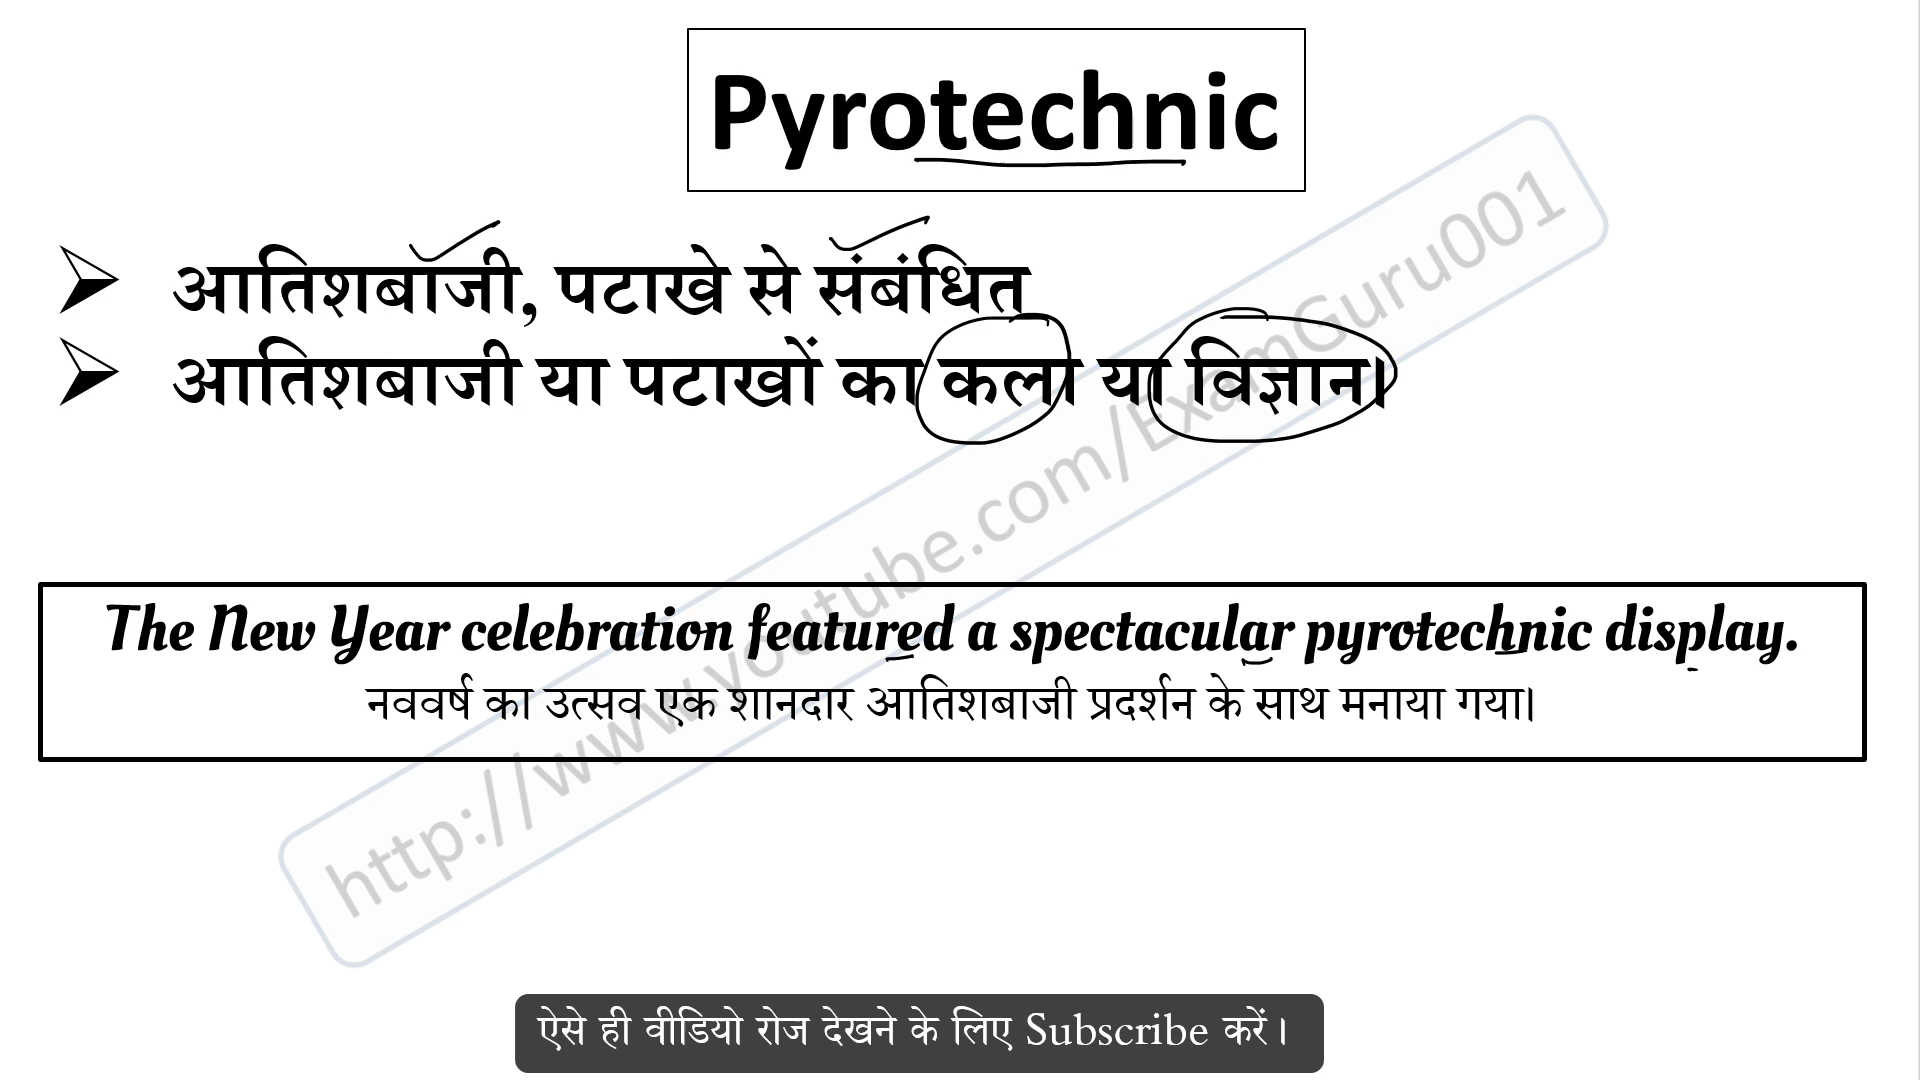 Pyrotechnic
आतिशबाजी, पटाखे से संबंधित
आतिशबाजी या पटाखों का कला या विज्ञान।
http://www.youtube.com/ExamGuru001
The New Year celebration featured a spectacular pyrotechnic display.
नववर्ष का उत्सव एक शानदार आतिशबाजी प्रदर्शन के साथ मनाया गया।
ऐसे ही वीडियो रोज देखने के लिए Subscribe करें।